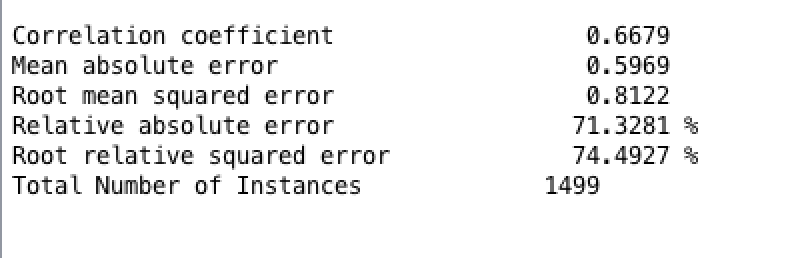 Correlation coefficient 0.6679
Mean absolute error 0.5969
Root mean squared error 0.8122
Relative absolute error 71.3281 %
Root relative squared error 74.4927 %
Total Number of Instances 1499